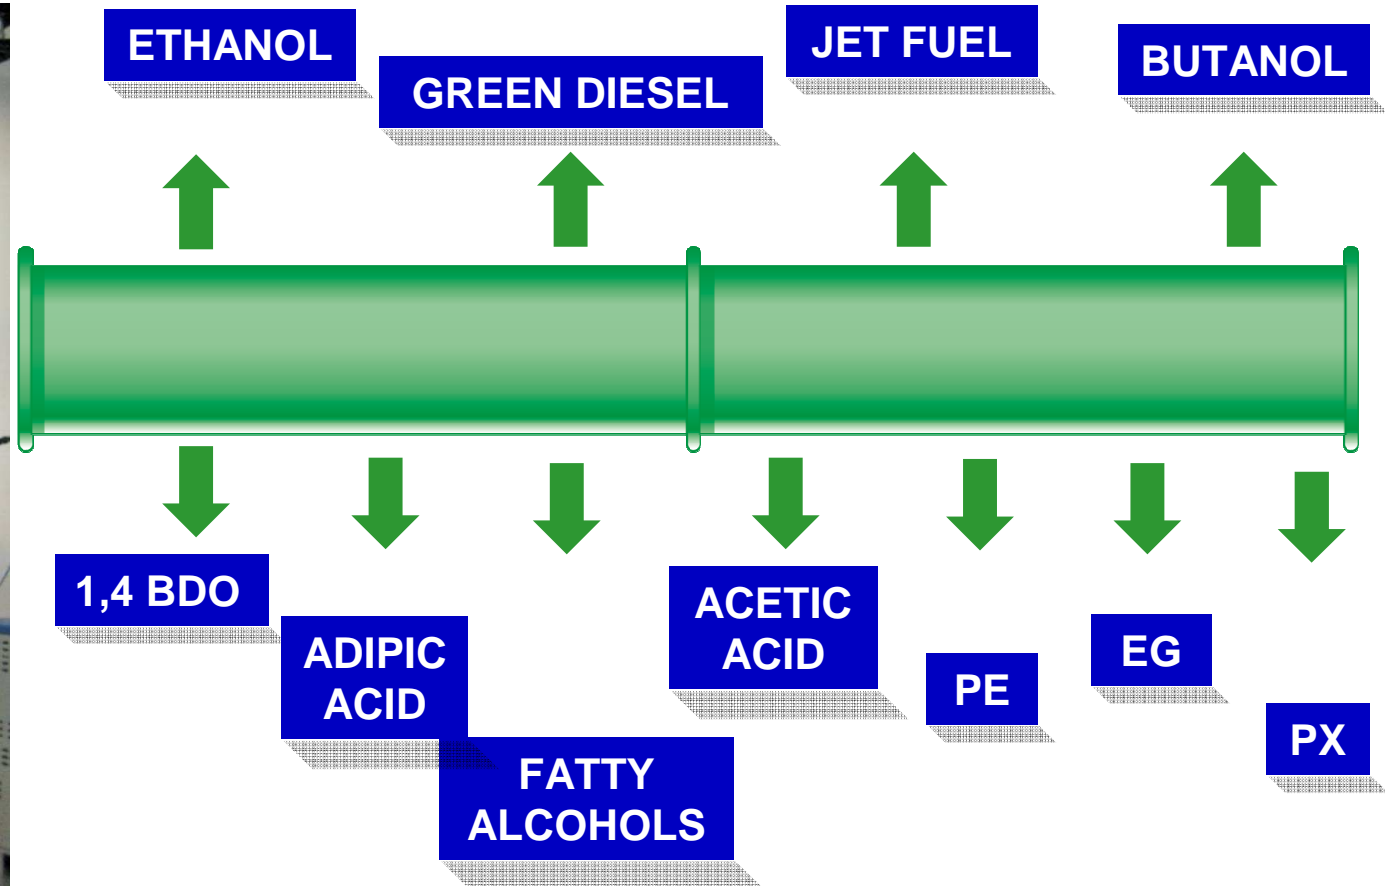 ETHANOL
GREEN DIESEL
JET FUEL
BUTANOL
1,4 BDO
ADIPIC
ACID
FATTY
ALCOHOLS
ACETIC
ACID
PE
EG
PX